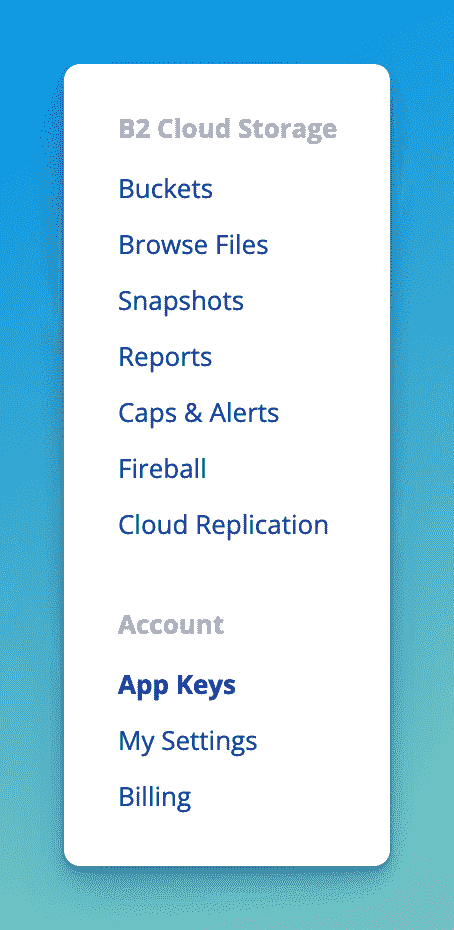 B2 Cloud Storage
Buckets
Browse Files
Snapshots
Reports
Caps & Alerts
Fireball
Cloud Replication
Account
App Keys
My Settings
Billing